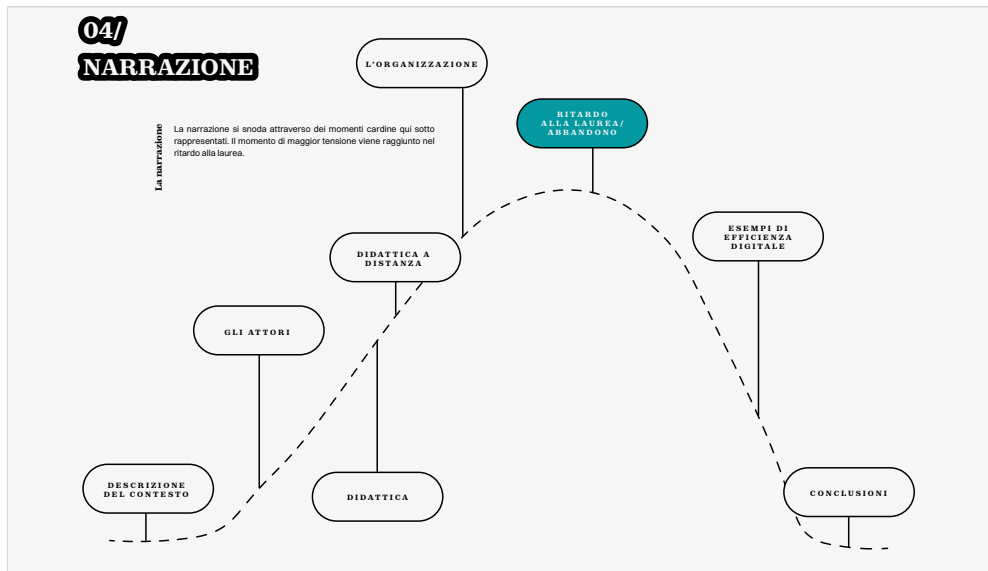 04/
NARRAZIONE
La narrazione
La narrazione si snoda attraverso dei momenti cardine qui sotto
rappresentati. Il momento di maggior tensione viene raggiunto nel
ritardo alla laurea.
L'ORGANIZZAZIONE
RITARDO
ALLA LAUREA/
ABBANDONO
ESEMPI DI
EFFICIENZA
DIGITALE
DIDATTICA A
DISTANZA
GLI ATTORI
DESCRIZIONE
DEL CONTESTO
DIDATTICA
CONCLUSIONI